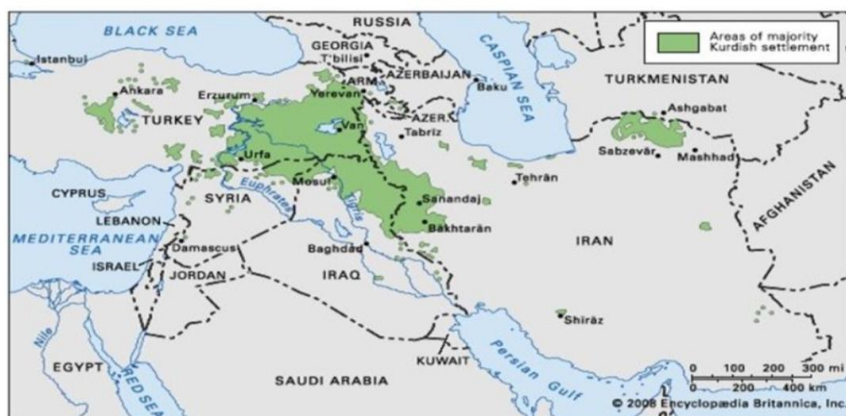 RUSSIA
BLACK SEA
GEORGIA
T'bilisi
CASPIAN SEA
Areas of majority
Kurdish settlement
Istanbul
Ankara
Erzurum
ARM.
Yerevan
AZERBAIJAN
Baku
TURKMENISTAN
TURKEY
AZER.
Van
Tabrīz
Ashgabat
Urfa
Sabzevār
Mashhad
Mosul
Tehrān
CYPRUS
SYRIA
Euphrates
Tigris
Sanandaj
AFGHANISTAN
LEBANON
Bākhtarān
MEDITERRANEAN
SEA
Damascus
Baghdād
IRAN
ISRAEL
JORDAN
IRAQ
Shīrāz
Nile
EGYPT
RED SEA
KUWAIT
Persian Gulf
SAUDI ARABIA
0 100 200 300 mi
0 200 400 km
© 2008 Encyclopædia Britannica, Inc.